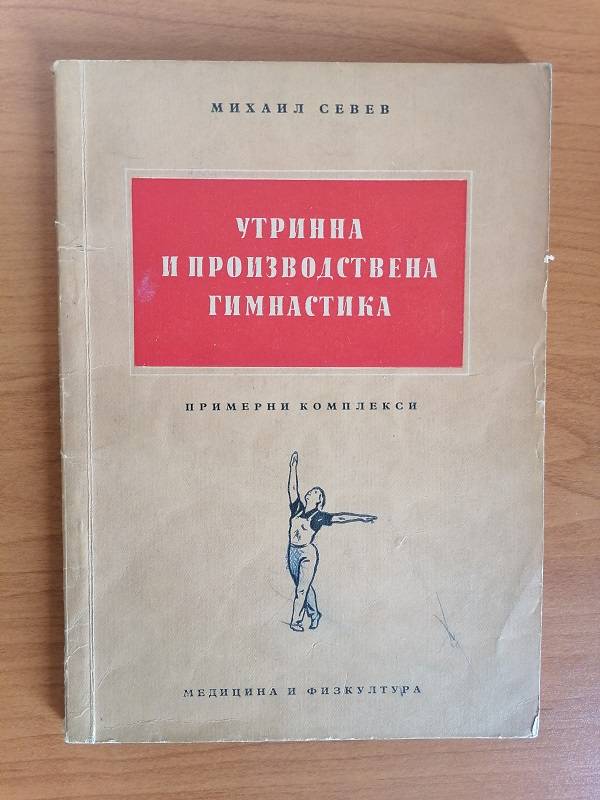 МИХАИЛ СЕВЕВ
УТРИННА
И ПРОИЗВОДСТВЕНА
ГИМНАСТИКА
ПРИМЕРНИ КОМПЛЕКСИ
МЕДИЦИНА И ФИЗКУЛТУРА